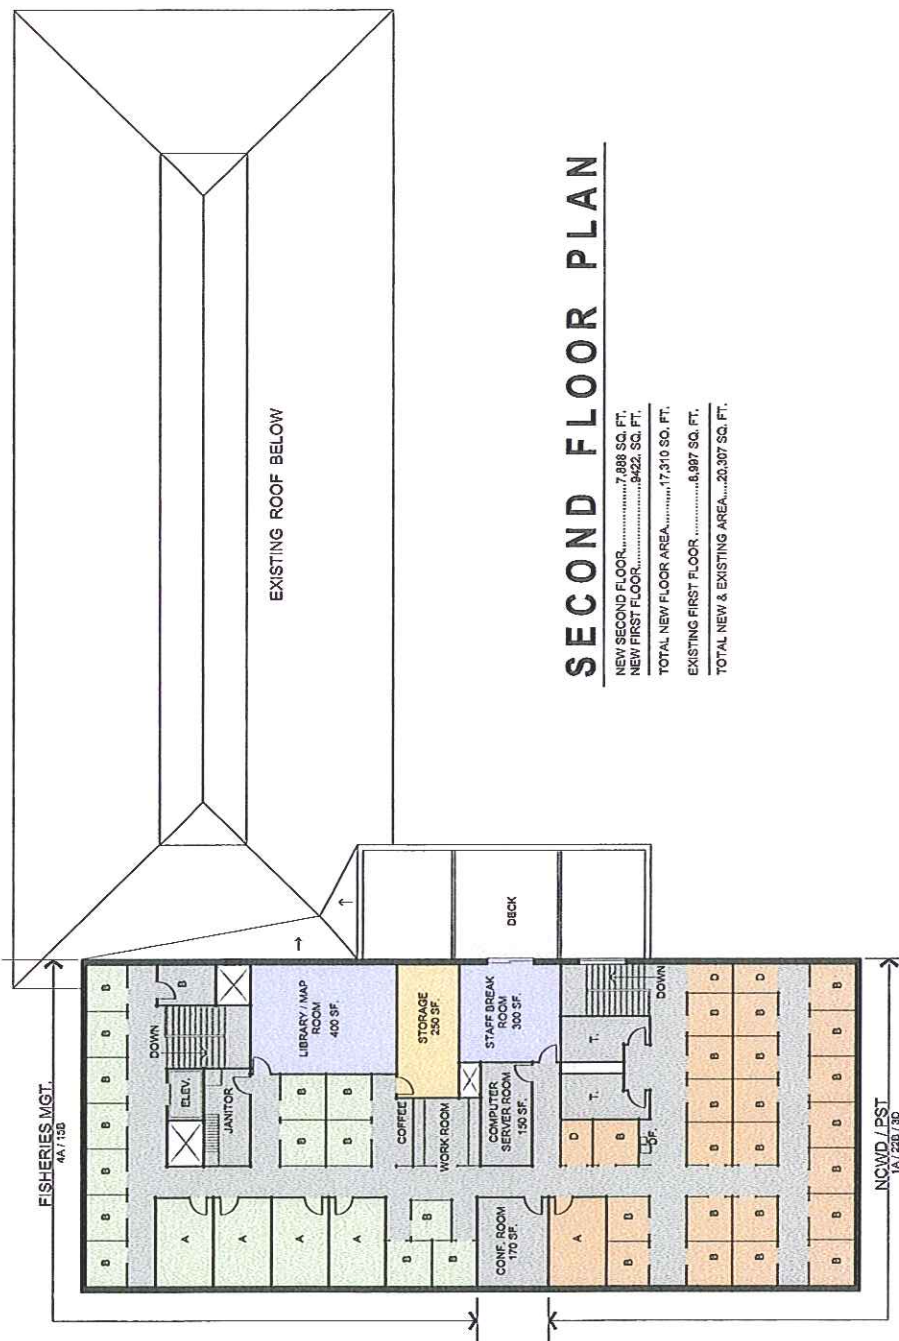 SECOND FLOOR PLAN
NEW SECOND FLOOR................7,888 SQ. FT.
NEW FIRST FLOOR.....................9422, SQ. FT.
TOTAL NEW FLOOR AREA..........17,310 SQ. FT.
EXISTING FIRST FLOOR ............8,997 SQ. FT.
TOTAL NEW & EXISTING AREA....20,307 SQ. FT.
EXISTING ROOF BELOW
DECK
FISHERIES MGT.
4A / 15B
B
B
B
B
B
B
B
DOWN
B
ELEV.
JANITOR
A
A
A
A
LIBRARY / MAP
ROOM
400 SF.
B
B
B
B
COFFEE
WORK ROOM
STORAGE
250 SF.
B
B
B
STAFF BREAK
ROOM
300 SF.
COMPUTER
SERVER ROOM
150 SF.
CONF. ROOM
170 SF.
T.
T.
DOWN
DF.
D
B
A
B
B
B
B
B
B
B
B
D
B
B
B
B
B
B
D
B
B
B
B
B
B
B
NCWD / PST
1A / 22B / 3D